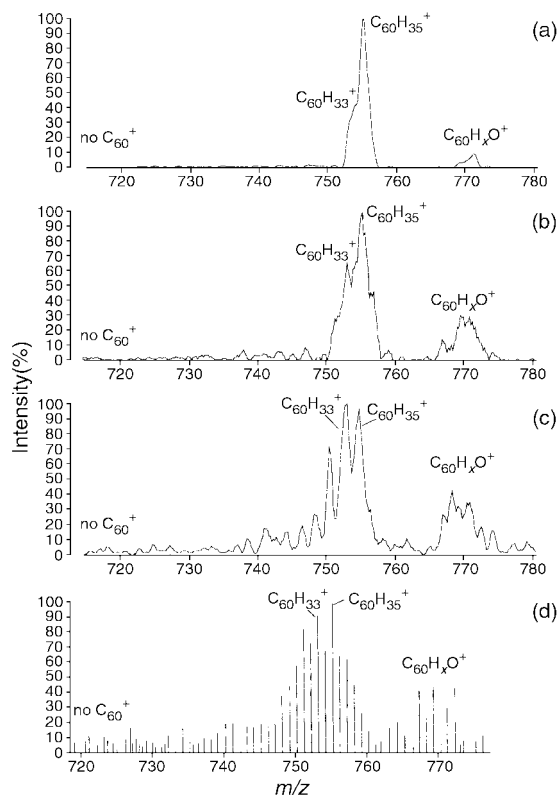 Intensity(%)
100
90
80
70
60
50
40
30
20
10
0
C₆₀H₃₅⁺
(a)
C₆₀H₃₃⁺
no C₆₀⁺
C₆₀HₓO⁺
720 730 740 750 760 770 780
100
90
80
70
60
50
40
30
20
10
0
C₆₀H₃₅⁺
(b)
C₆₀H₃₃⁺
no C₆₀⁺
C₆₀HₓO⁺
720 730 740 750 760 770 780
100
90
80
70
60
50
40
30
20
10
0
C₆₀H₃₃⁺ C₆₀H₃₅⁺
(c)
no C₆₀⁺
C₆₀HₓO⁺
720 730 740 750 760 770 780
100
90
80
70
60
50
40
30
20
10
0
C₆₀H₃₃⁺ C₆₀H₃₅⁺
(d)
no C₆₀⁺
C₆₀HₓO⁺
720 730 740 750 760 770
m/z